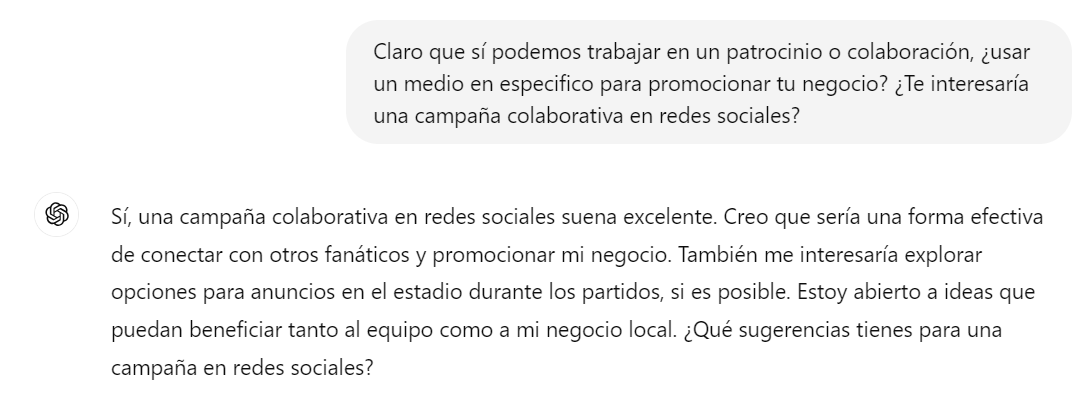 Claro que sí podemos trabajar en un patrocinio o colaboración, ¿usar
un medio en especifico para promocionar tu negocio? ¿Te interesaría
una campaña colaborativa en redes sociales?
Sí, una campaña colaborativa en redes sociales suena excelente. Creo que sería una forma efectiva
de conectar con otros fanáticos y promocionar mi negocio. También me interesaría explorar
opciones para anuncios en el estadio durante los partidos, si es posible. Estoy abierto a ideas que
puedan beneficiar tanto al equipo como a mi negocio local. ¿Qué sugerencias tienes para una
campaña en redes sociales?